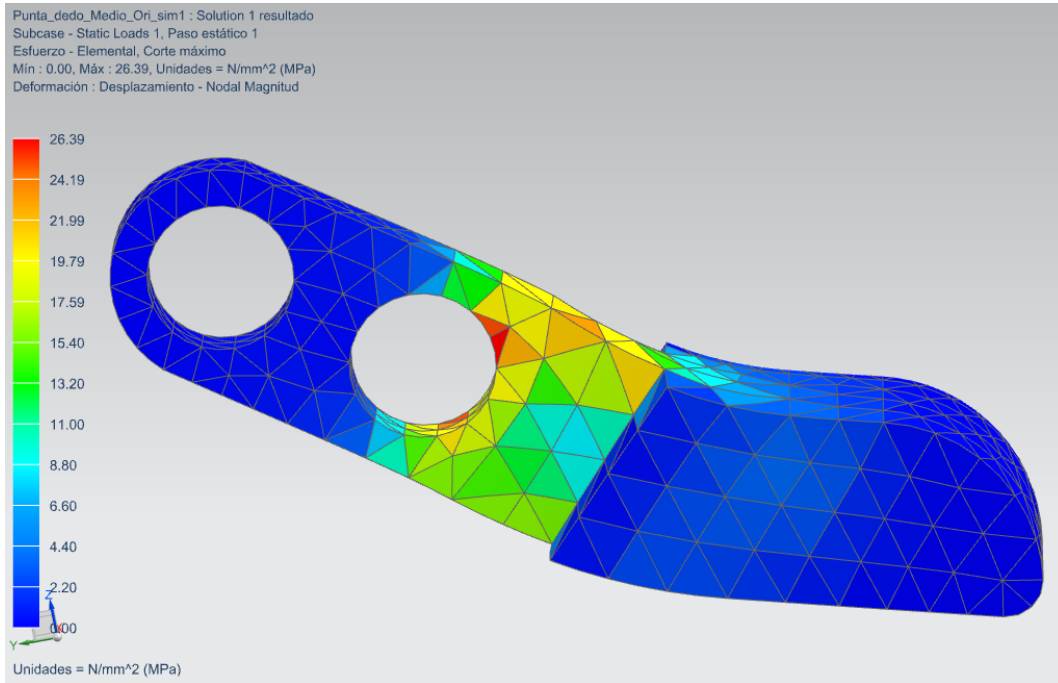 Punta_dedo_Medio_Ori_sim1 : Solution 1 resultado
Subcase - Static Loads 1, Paso estático 1
Esfuerzo - Elemental, Corte máximo
Mín : 0.00, Máx : 26.39, Unidades = N/mm^2 (MPa)
Deformación : Desplazamiento - Nodal Magnitud
26.39
24.19
21.99
19.79
17.59
15.40
13.20
11.00
8.80
6.60
4.40
2.20
0.00
Z
X
Y
Unidades = N/mm^2 (MPa)